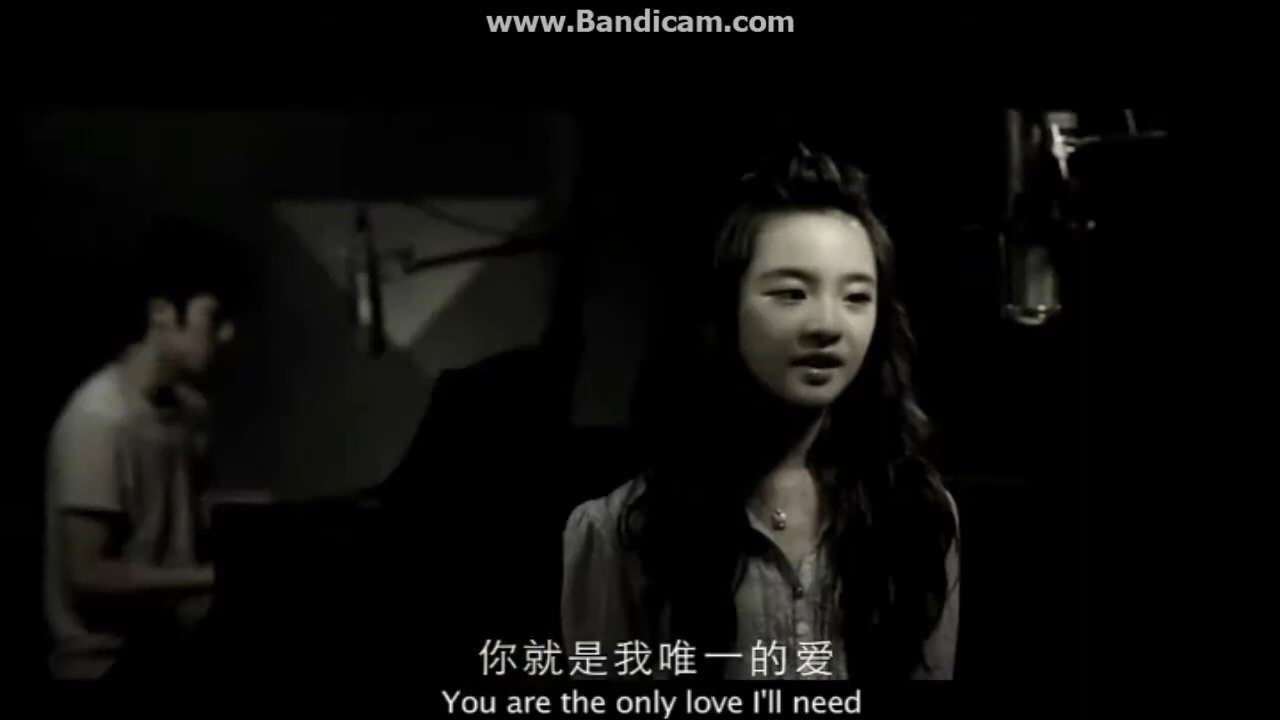 www.Bandicam.com
你就是我唯一的爱
You are the only love I'll need